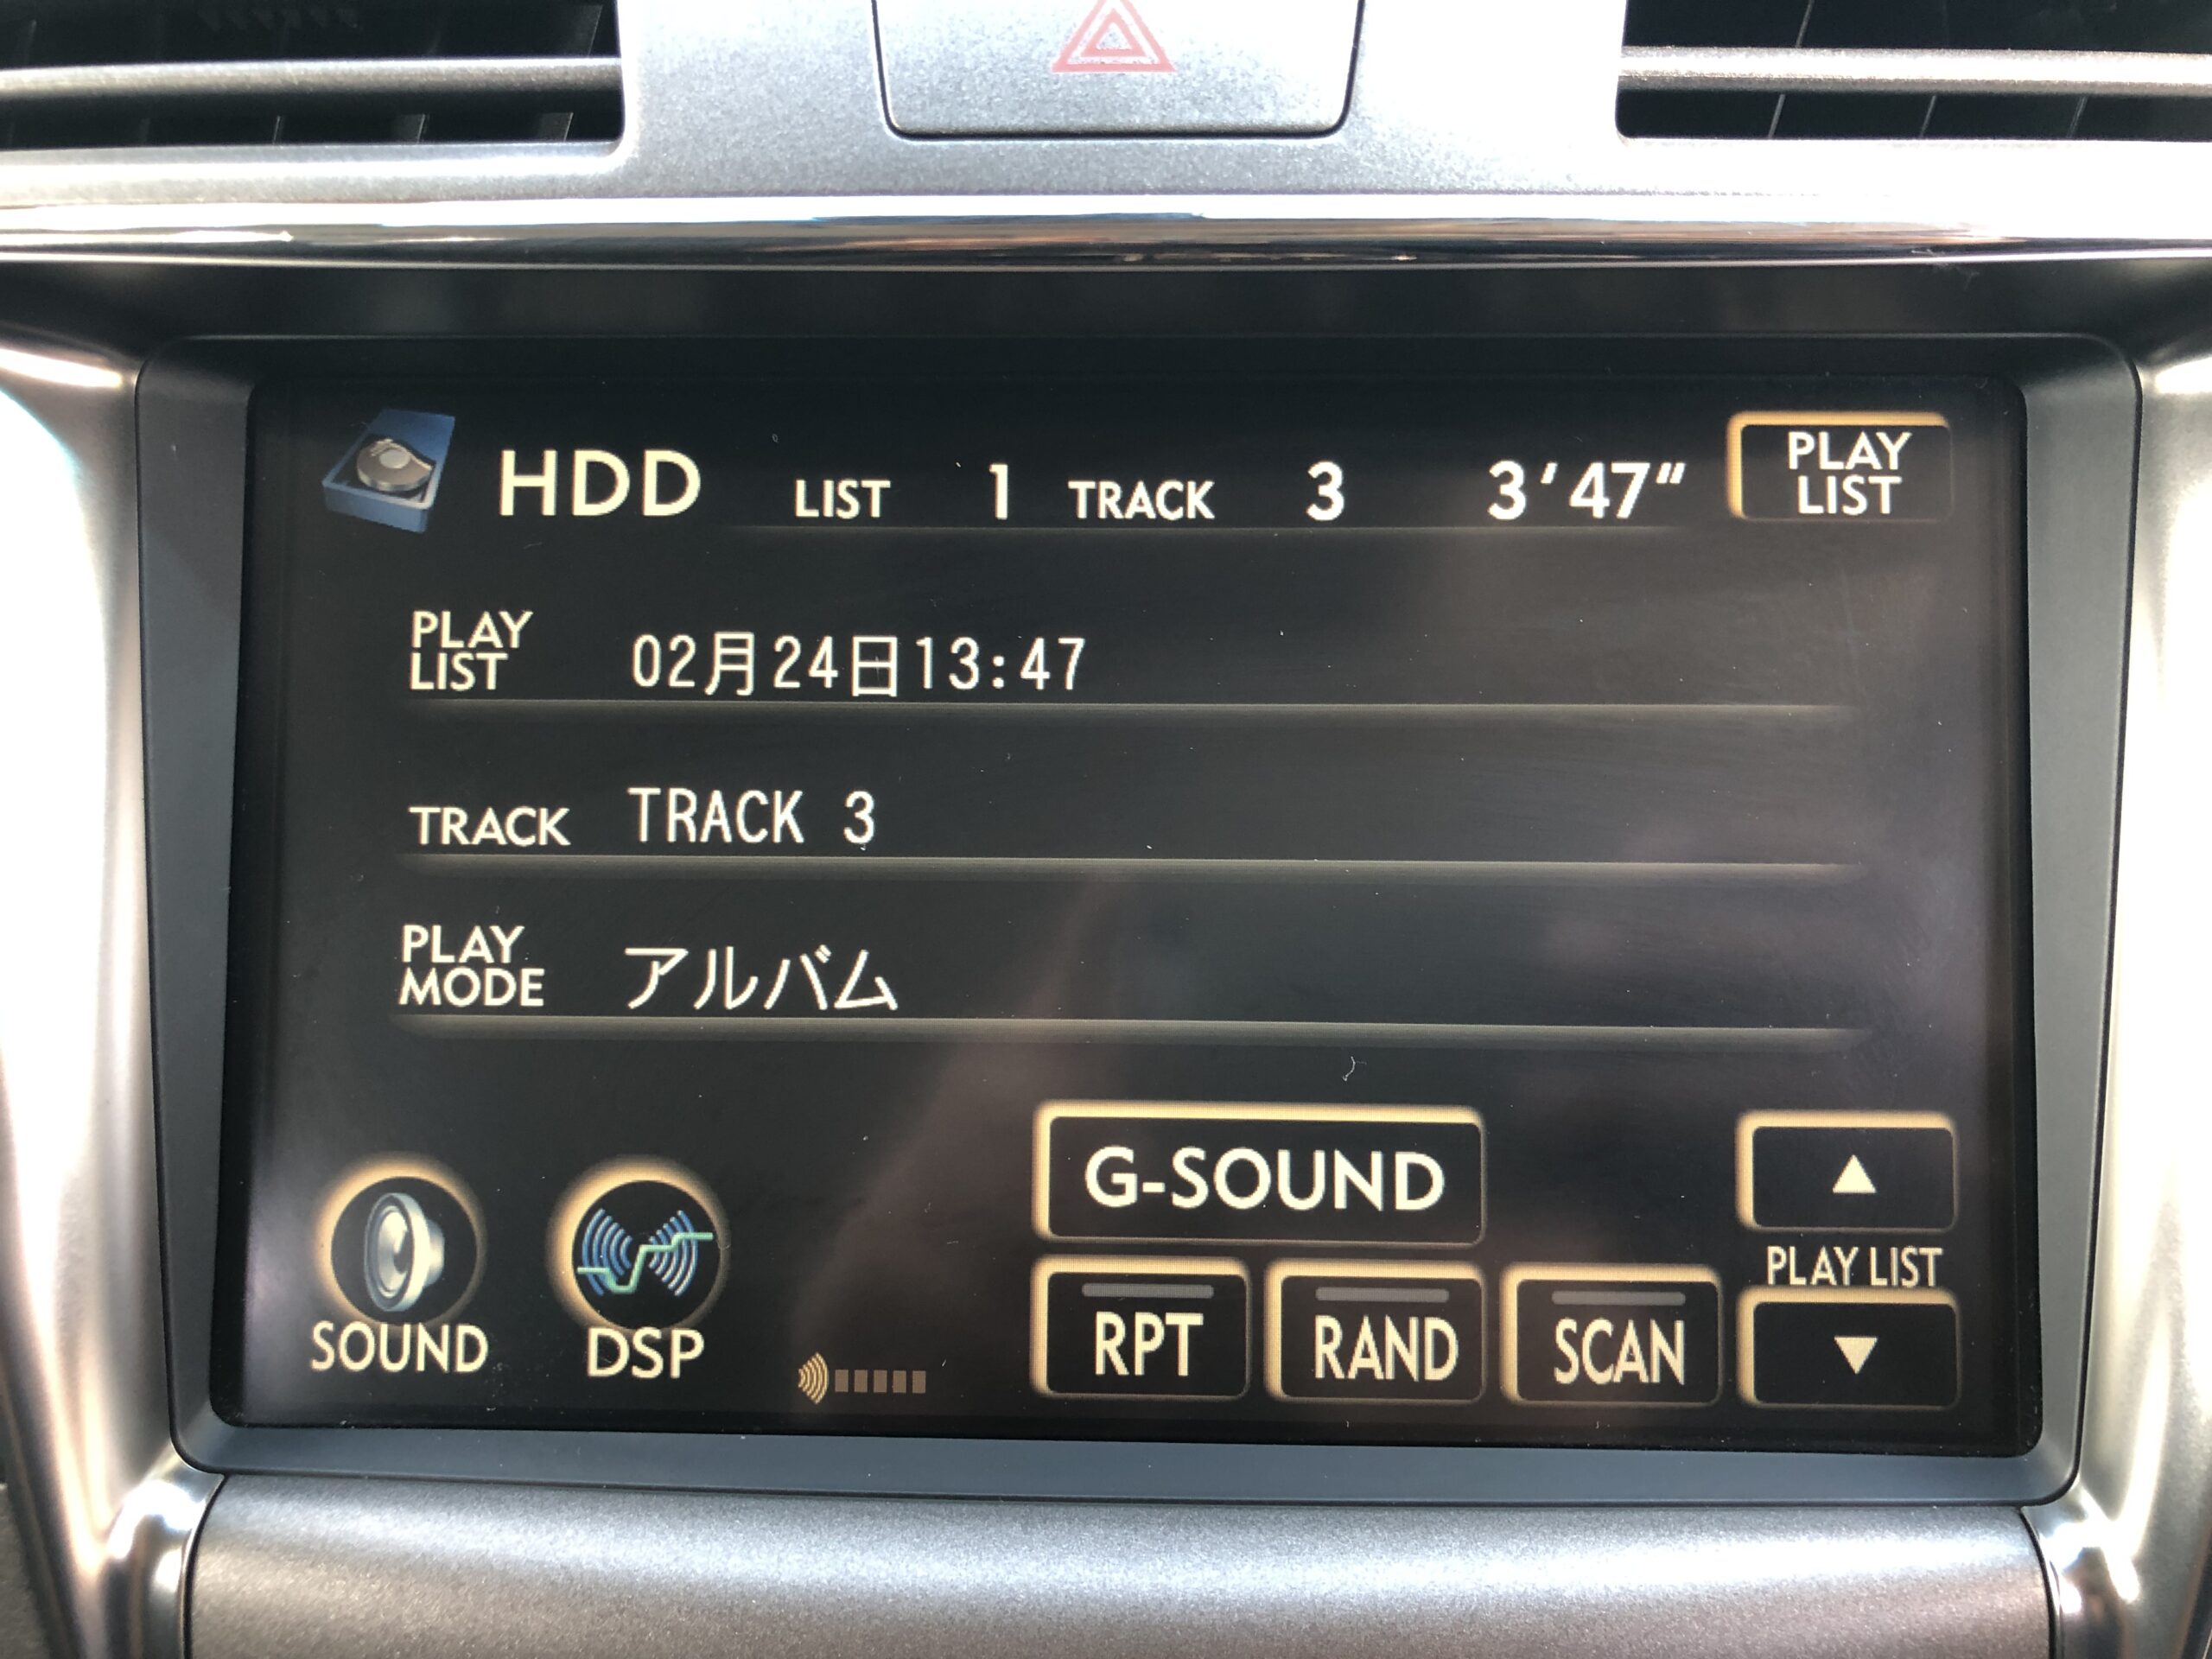 HDD LIST 1 TRACK 3 3'47" PLAY LIST
PLAY LIST 02月24日13:47
TRACK TRACK 3
PLAY MODE アルバム
G-SOUND
PLAY LIST
SOUND DSP RPT RAND SCAN